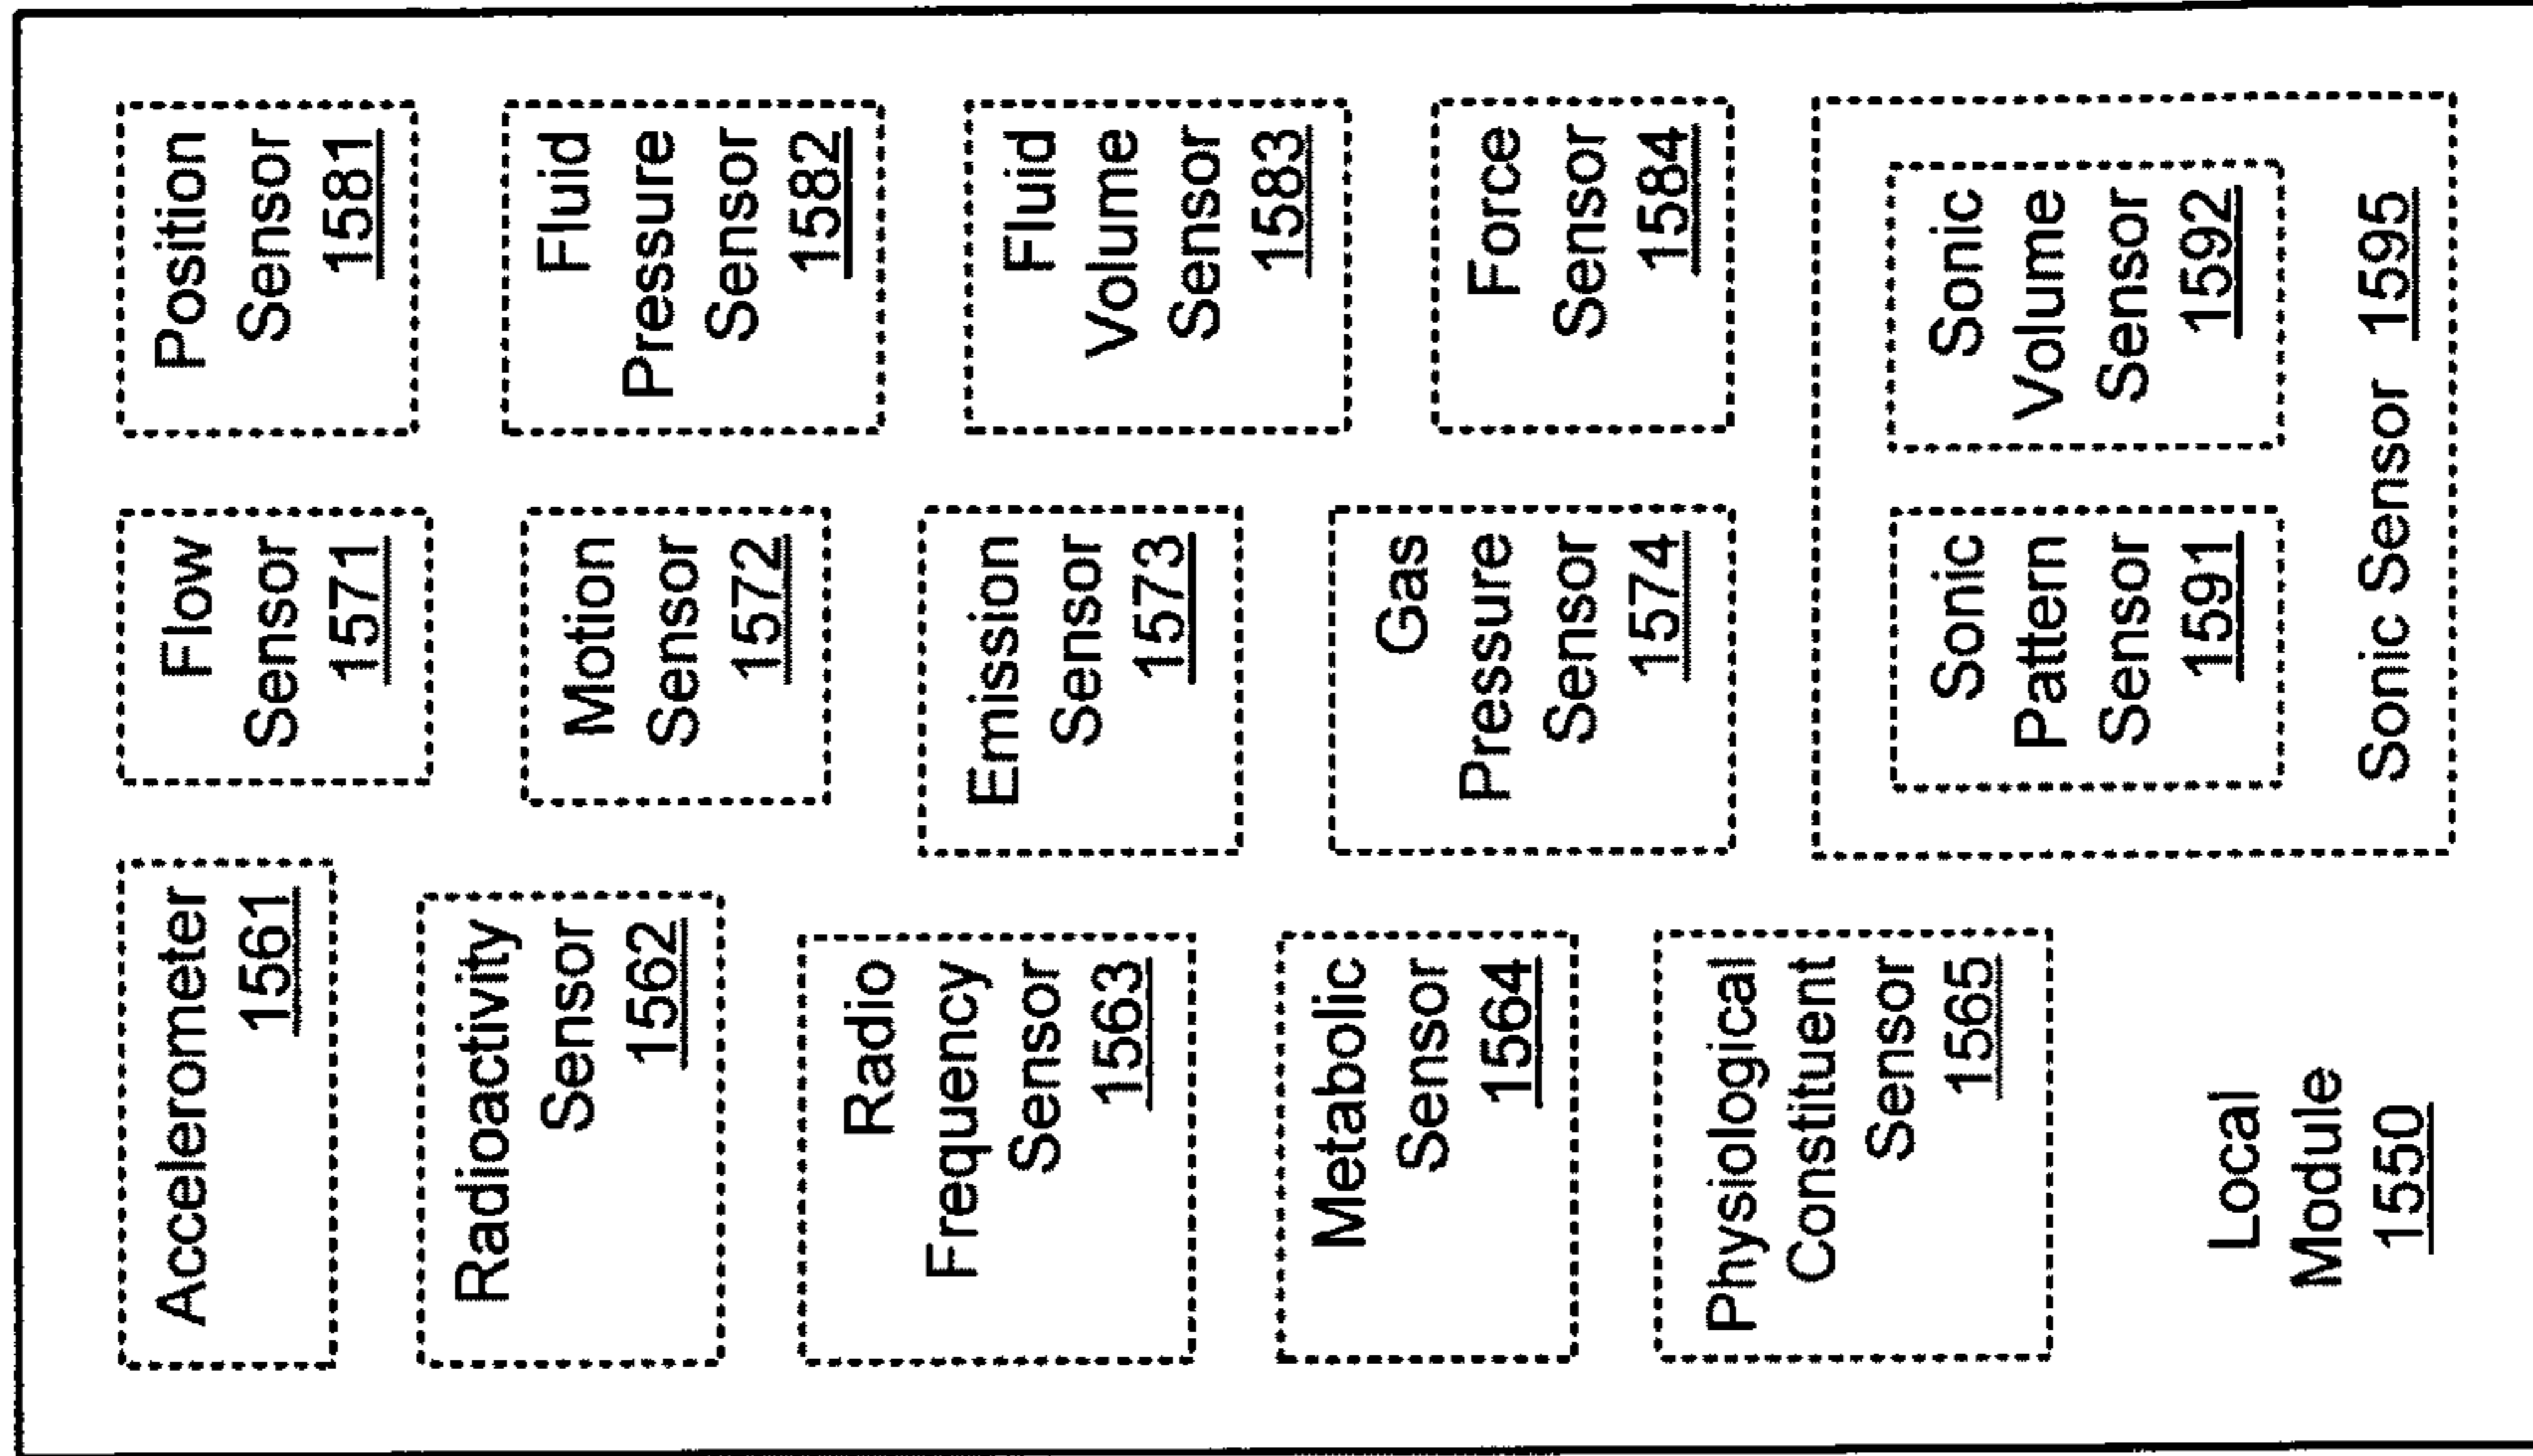 Accelerometer
1561
Radioactivity
Sensor
1562
Radio
Frequency
Sensor
1563
Metabolic
Sensor
1564
Physiological
Constituent
Sensor
1565
Local
Module
1550
Flow
Sensor
1571
Motion
Sensor
1572
Emission
Sensor
1573
Gas
Pressure
Sensor
1574
Position
Sensor
1581
Fluid
Pressure
Sensor
1582
Fluid
Volume
Sensor
1583
Force
Sensor
1584
Sonic
Pattern
Sensor
1591
Sonic
Volume
Sensor
1592
Sonic Sensor 1595